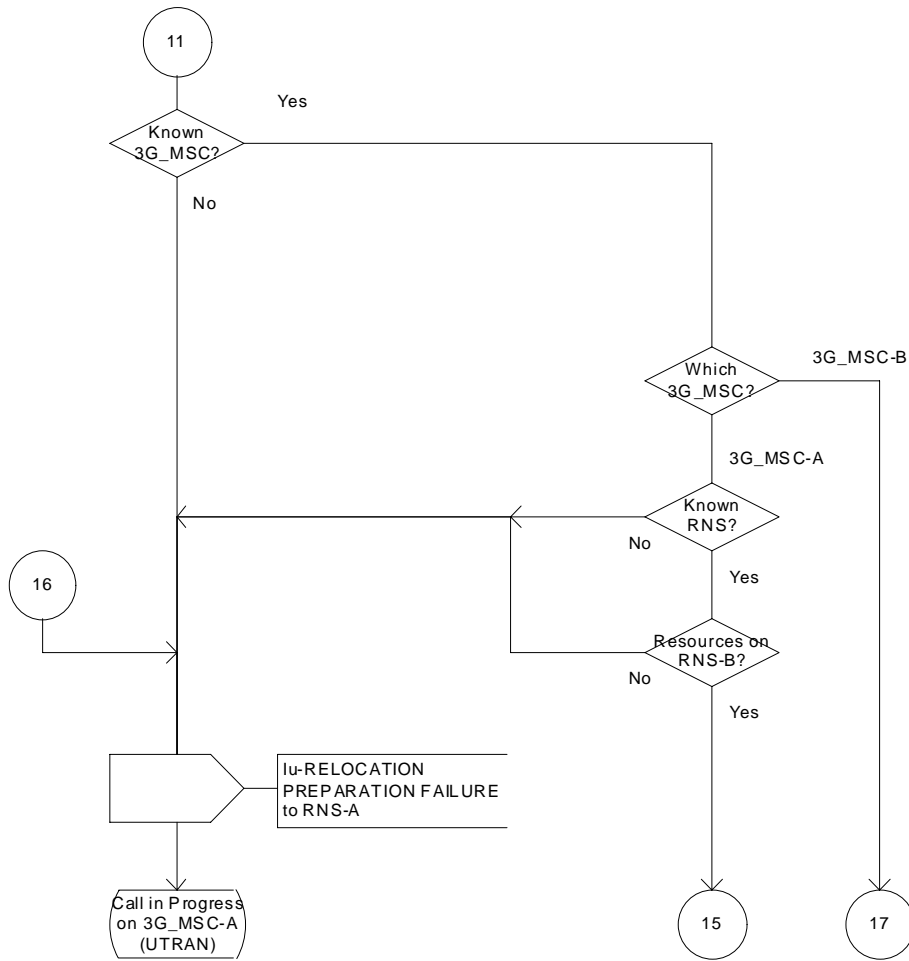 11
Yes
Known
3G_MSC?
No
3G_MSC-B
Which
3G_MSC?
3G_MSC-A
Known
RNS?
No
Yes
16
Resources on
RNS-B?
No
Yes
Iu-RELOCATION
PREPARATION FAILURE
to RNS-A
Call in Progress
on 3G_MSC-A
(UTRAN)
15
17